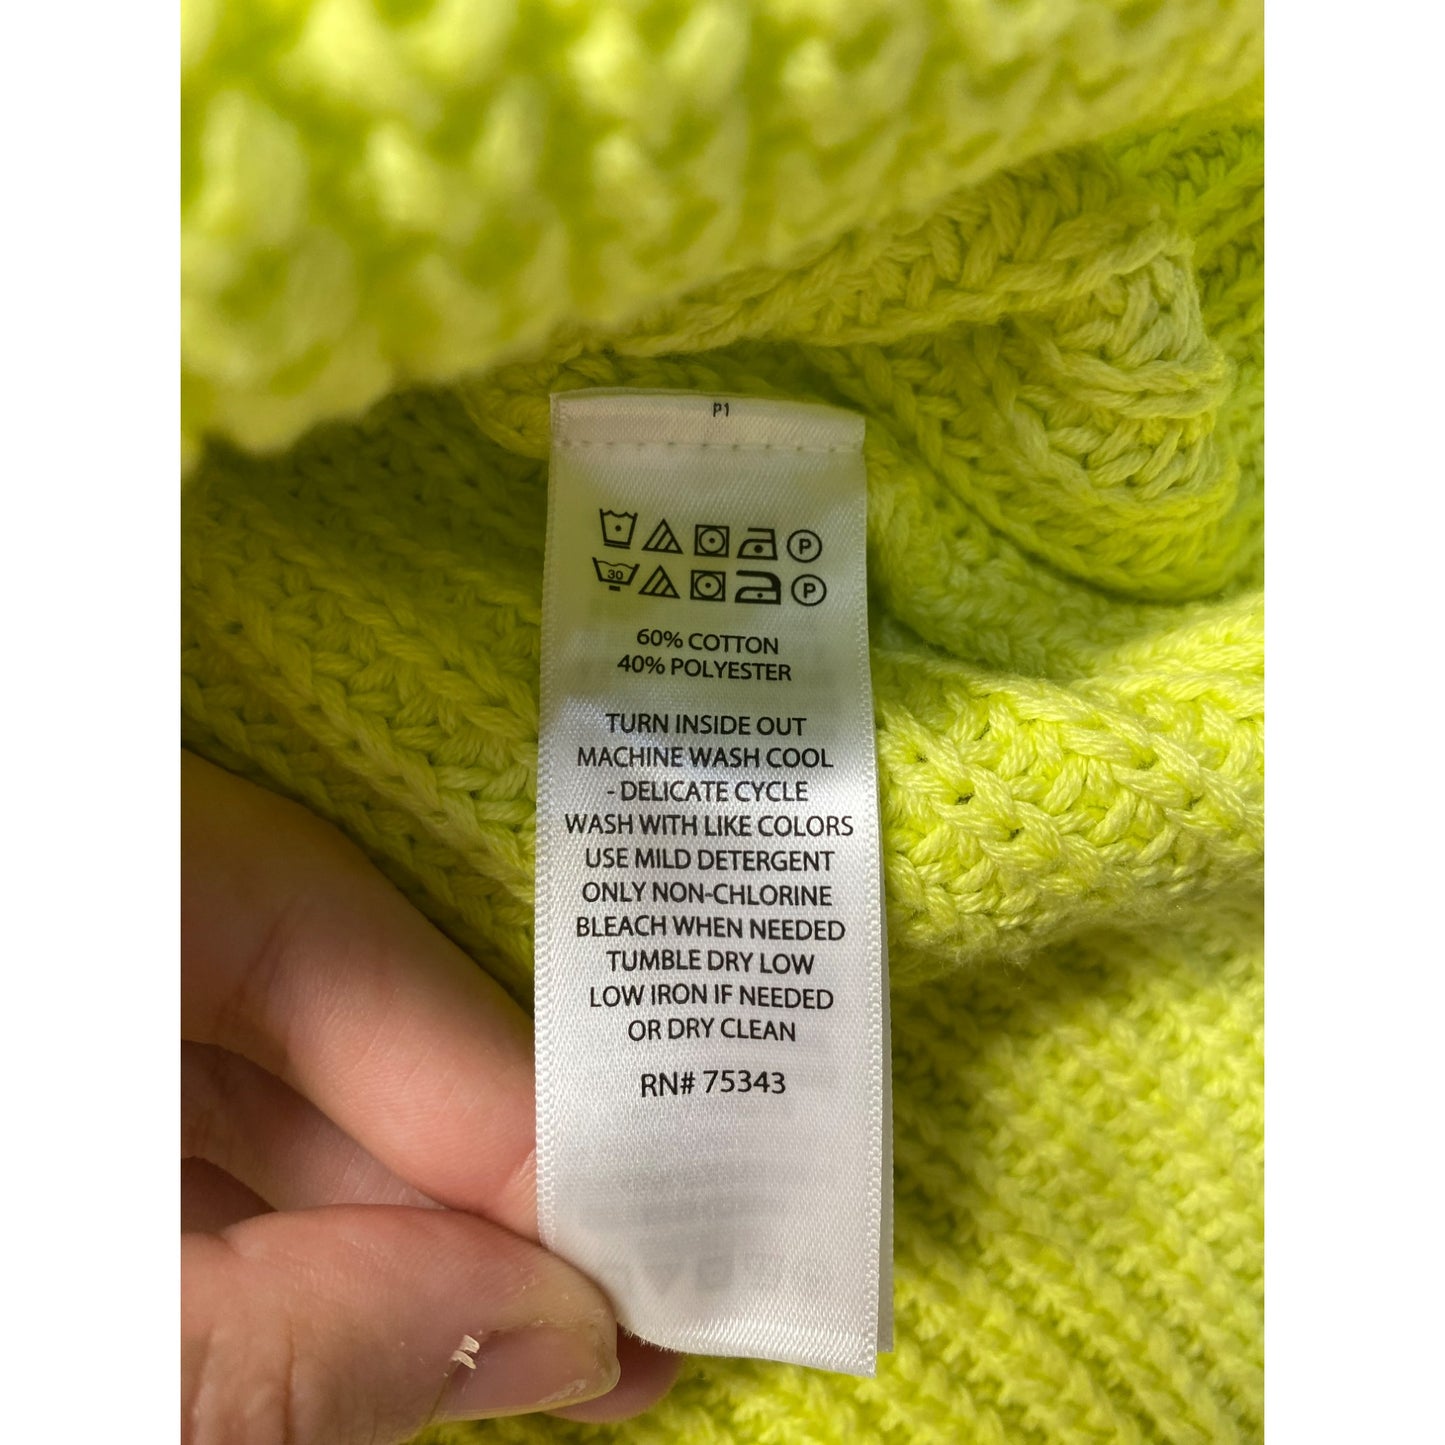 P1
P
30 P
60% COTTON
40% POLYESTER
TURN INSIDE OUT
MACHINE WASH COOL
- DELICATE CYCLE
WASH WITH LIKE COLORS
USE MILD DETERGENT
ONLY NON-CHLORINE
BLEACH WHEN NEEDED
TUMBLE DRY LOW
LOW IRON IF NEEDED
OR DRY CLEAN
RN# 75343